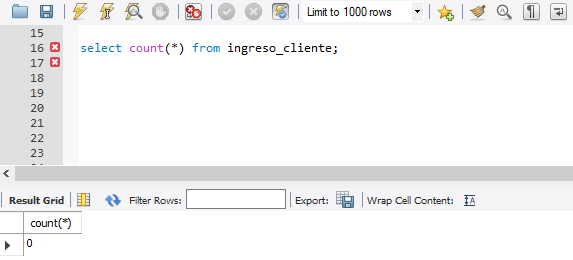 Limit to 1000 rows
15
16 select count(*) from ingreso_cliente;
17
18
19
20
21
22
23
Result Grid Filter Rows: Export: Wrap Cell Content: IA
count(*)
0